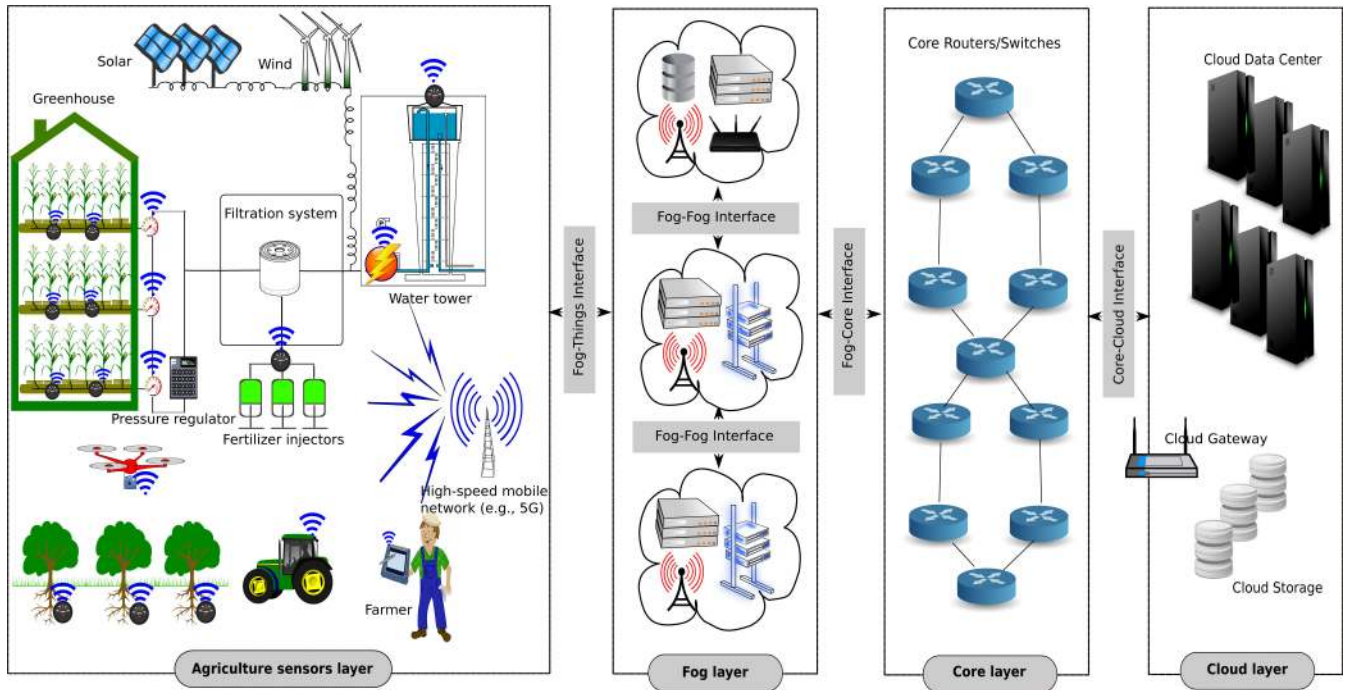 Solar
Wind
Greenhouse
Filtration system
Water tower
Pressure regulator
Fertilizer injectors
High-speed mobile
network (e.g., 5G)
Farmer
Agriculture sensors layer
Fog-Things Interface
Fog-Fog Interface
Fog-Fog Interface
Fog layer
Fog-Core Interface
Core Routers/Switches
Core layer
Core-Cloud Interface
Cloud Data Center
Cloud Gateway
Cloud Storage
Cloud layer